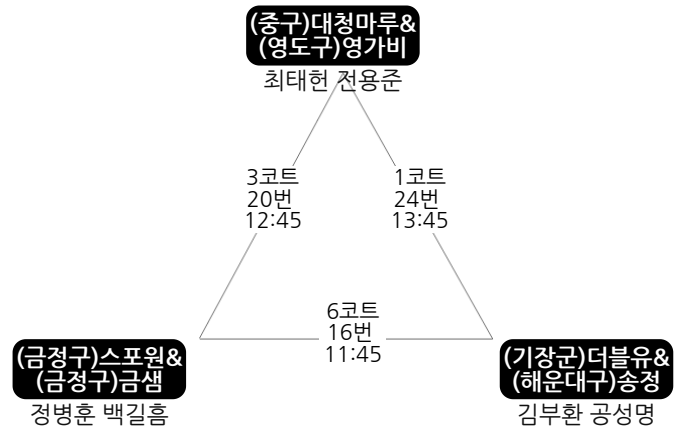 (중구)대청마루&
(영도구)영가비
최태헌 전용준
3코트
20번
12:45
1코트
24번
13:45
6코트
16번
11:45
(금정구)스포원&
(금정구)금샘
정병훈 백길흠
(기장군)더블유&
(해운대구)송정
김부환 공성명